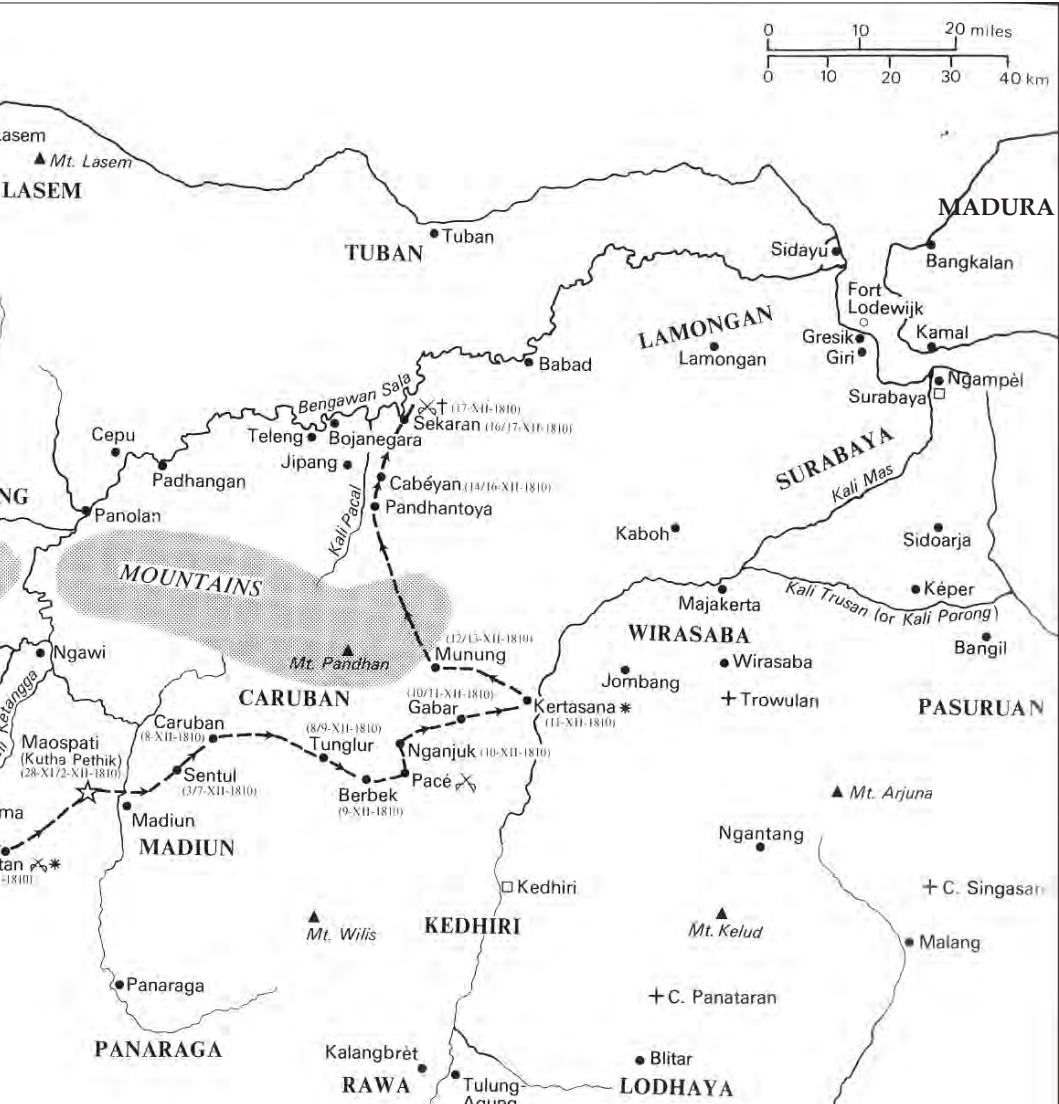 0 10 20 miles
0 10 20 30 40 km
Lasem
Mt. Lasem
LASEM
MADURA
Tuban
TUBAN
Sidayu
Bangkalan
Fort
Lodewijk
LAMONGAN
Gresik
Kamal
Giri
Lamongan
Babad
Ngampèl
Surabaya
Bengawan Sala
(17-XII-1810)
Sekaran (16/17-XII-1810)
Cepu
Teleng
Bojanegara
Jipang
Padhangan
SURABAYA
Kali Mas
Cabéyan (14/16-XII-1810)
NG
Panolan
Pandhantoya
Kali Pacal
Kaboh
Sidoarja
MOUNTAINS
Majakerta
Kali Trusan (or Kali Porong)
Képer
WIRASABA
(12/13-XII-1810)
Munung
Bangil
Ngawi
Mt. Pandhan
Wirasaba
Jombang
Ketangga
CARUBAN
(10/11-XII-1810)
Gabar
Kertasana
(11-XII-1810)
Trowulan
PASURUAN
Caruban
(8-XII-1810)
(8/9-XII-1810)
Tunglur
Maospati
(Kutha Pethik)
(28-XI/2-XII-1810)
Nganjuk (10-XII-1810)
Sentul
(3/7-XII-1810)
Pacé
Berbek
(9-XII-1810)
Mt. Arjuna
ma
Madiun
MADIUN
Ngantang
tan
-1810)
Kedhiri
C. Singasari
KEDHIRI
Mt. Wilis
Mt. Kelud
Malang
Panaraga
C. Panataran
PANARAGA
Kalangbrèt
Blitar
RAWA
Tulung-
Agung
LODHAYA